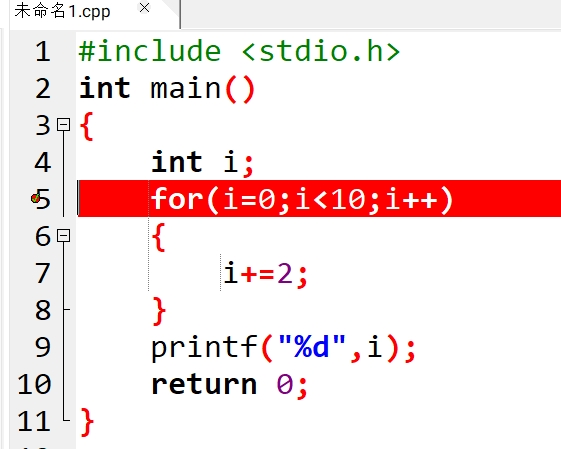 未命名1.cpp
1 #include <stdio.h>
2 int main()
3 {
4 int i;
5 for(i=0;i<10;i++)
6 {
7 i+=2;
8 }
9 printf("%d",i);
10 return 0;
11 }